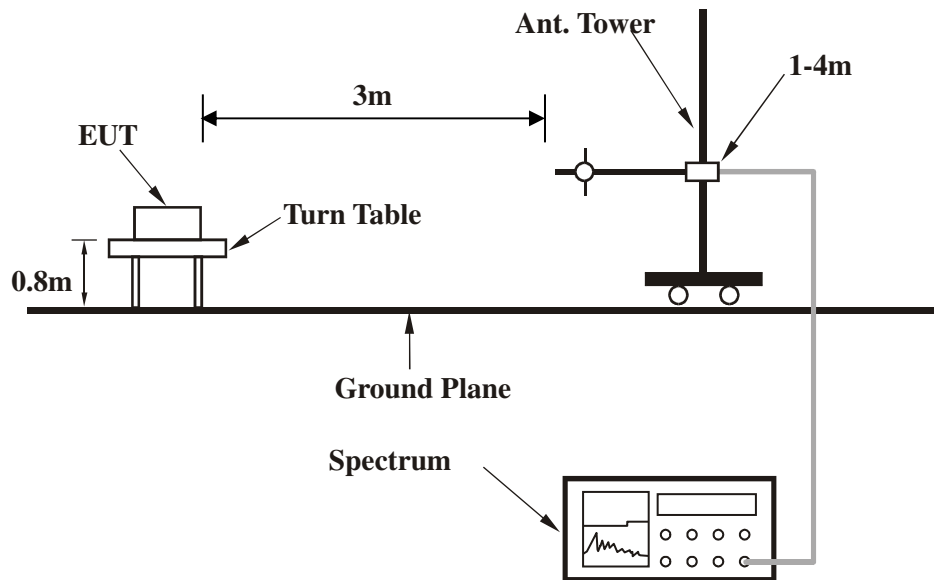 Ant. Tower
1-4m
3m
EUT
Turn Table
0.8m
Ground Plane
Spectrum